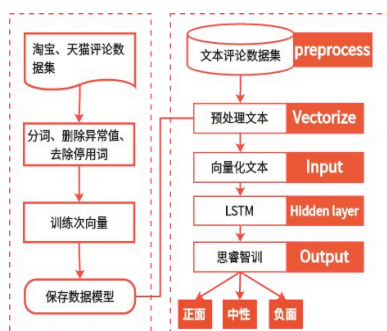 淘宝、天猫评论数
据集
分词、删除异常值、
去除停用词
训练次向量
保存数据模型
文本评论数据集
preprocess
预处理文本
Vectorize
向量化文本
Input
LSTM
Hidden layer
思睿智训
Output
正面
中性
负面